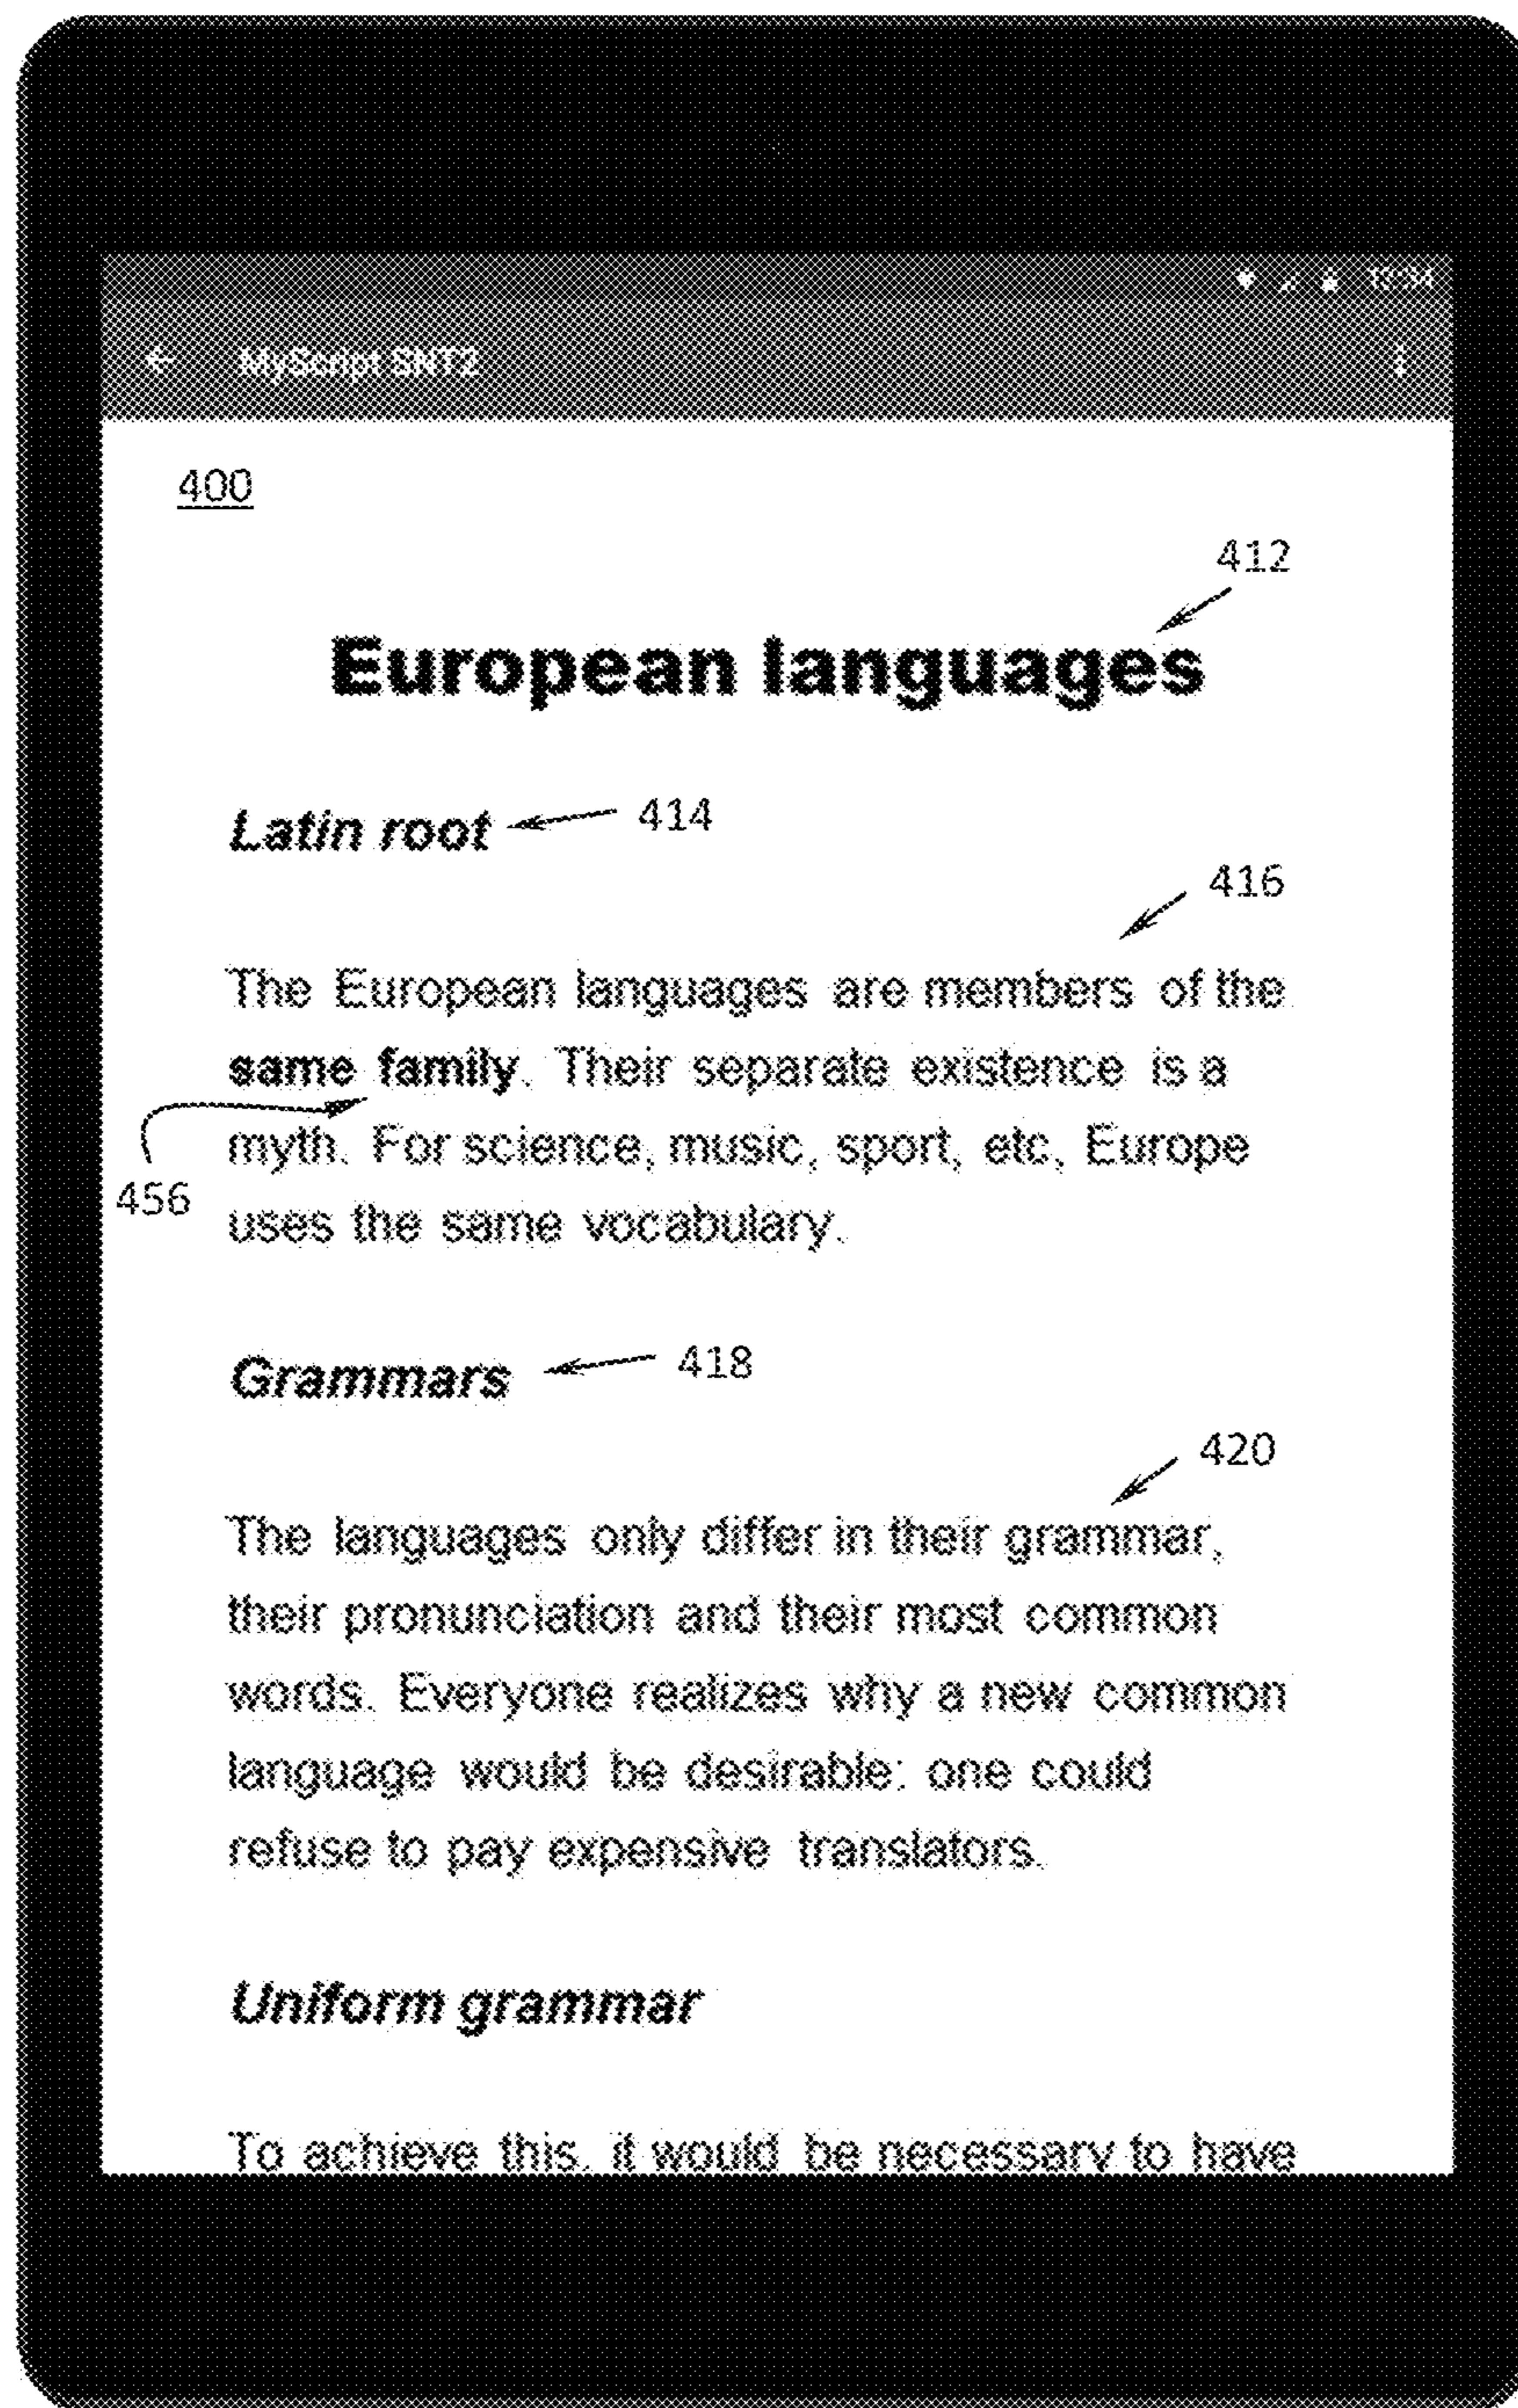 12:34
MyScript SNT2
400
412
European languages
Latin root
414
416
The European languages are members of the
same family. Their separate existence is a
myth. For science, music, sport, etc, Europe
456
uses the same vocabulary.
Grammars
418
420
The languages only differ in their grammar,
their pronunciation and their most common
words. Everyone realizes why a new common
language would be desirable: one could
refuse to pay expensive translators.
Uniform grammar
To achieve this, it would be necessary to have